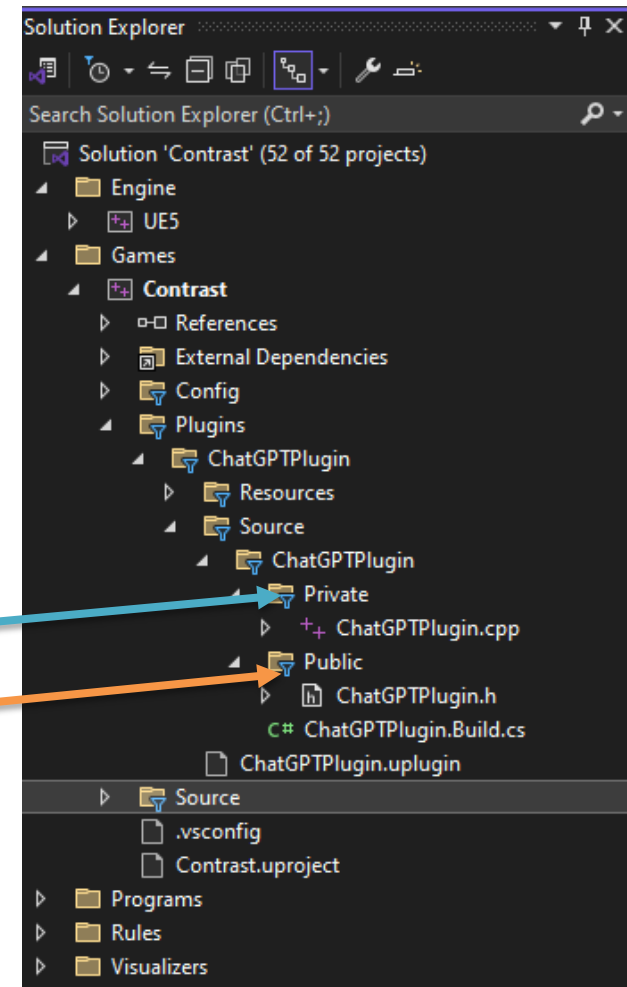 Solution Explorer
Search Solution Explorer (Ctrl+;)
Solution 'Contrast' (52 of 52 projects)
Engine
UE5
Games
Contrast
References
External Dependencies
Config
Plugins
ChatGPTPlugin
Resources
Source
ChatGPTPlugin
Private
++ ChatGPTPlugin.cpp
Public
h ChatGPTPlugin.h
C# ChatGPTPlugin.Build.cs
ChatGPTPlugin.uplugin
Source
.vsconfig
Contrast.uproject
Programs
Rules
Visualizers